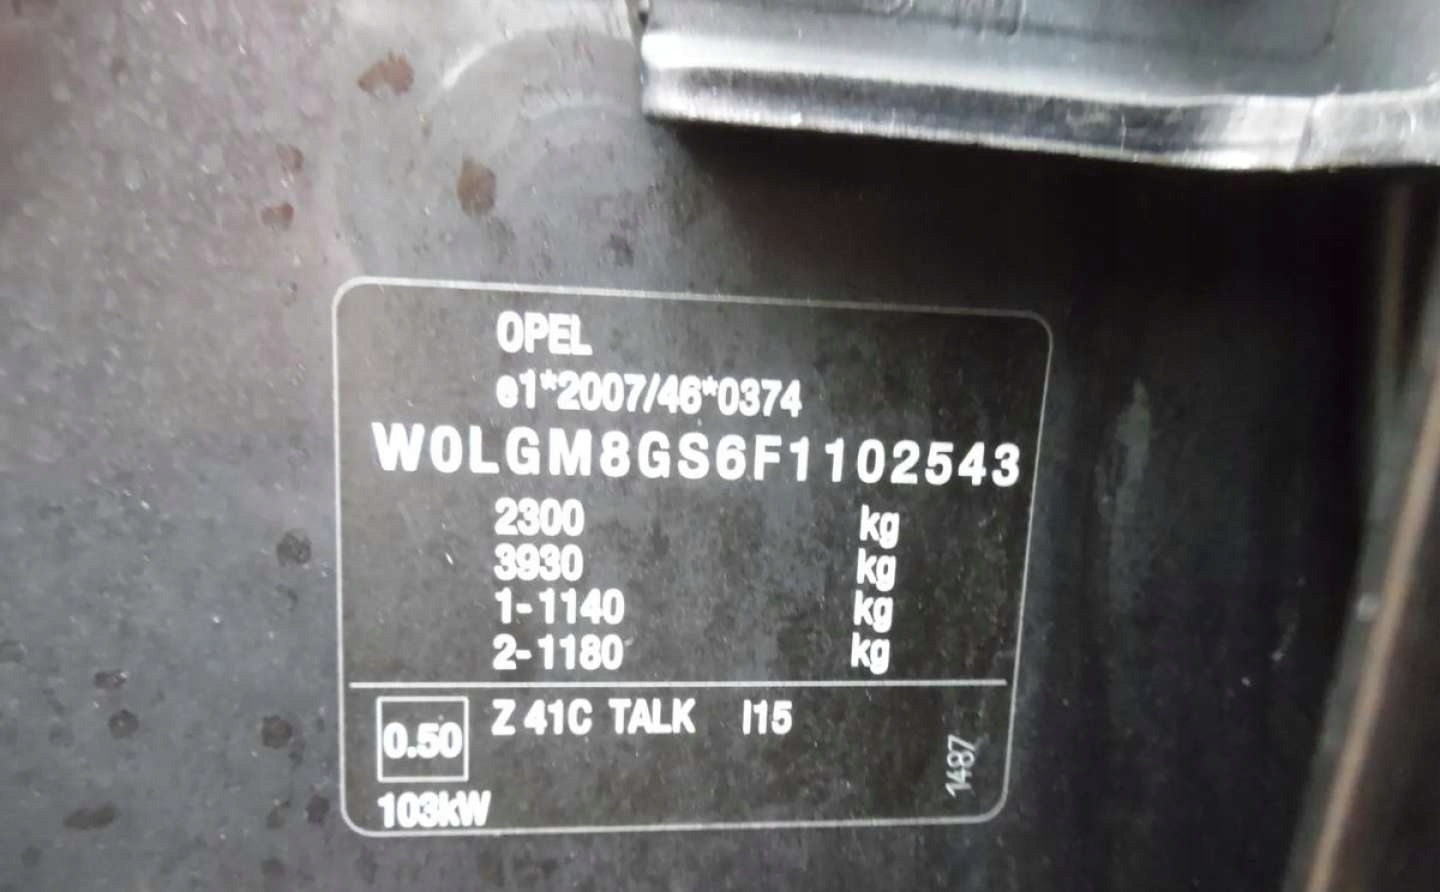 OPEL
e1*2007/46*0374
W0LGM8GS6F1102543
2300 kg
3930 kg
1-1140 kg
2-1180 kg
0.50 Z 41C TALK I15
103kW
1487